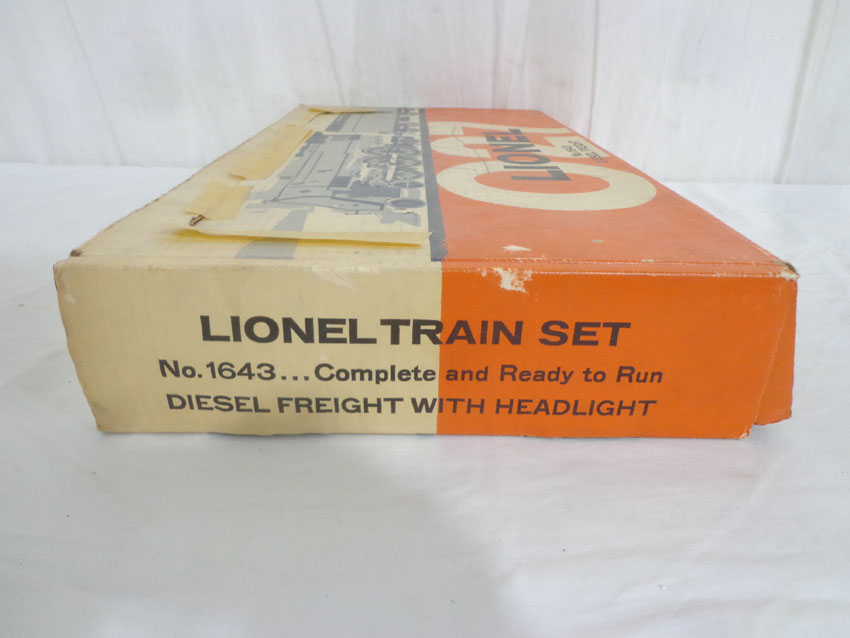 LIONEL
LIONEL TRAIN SET
No. 1643... Complete and Ready to Run
DIESEL FREIGHT WITH HEADLIGHT